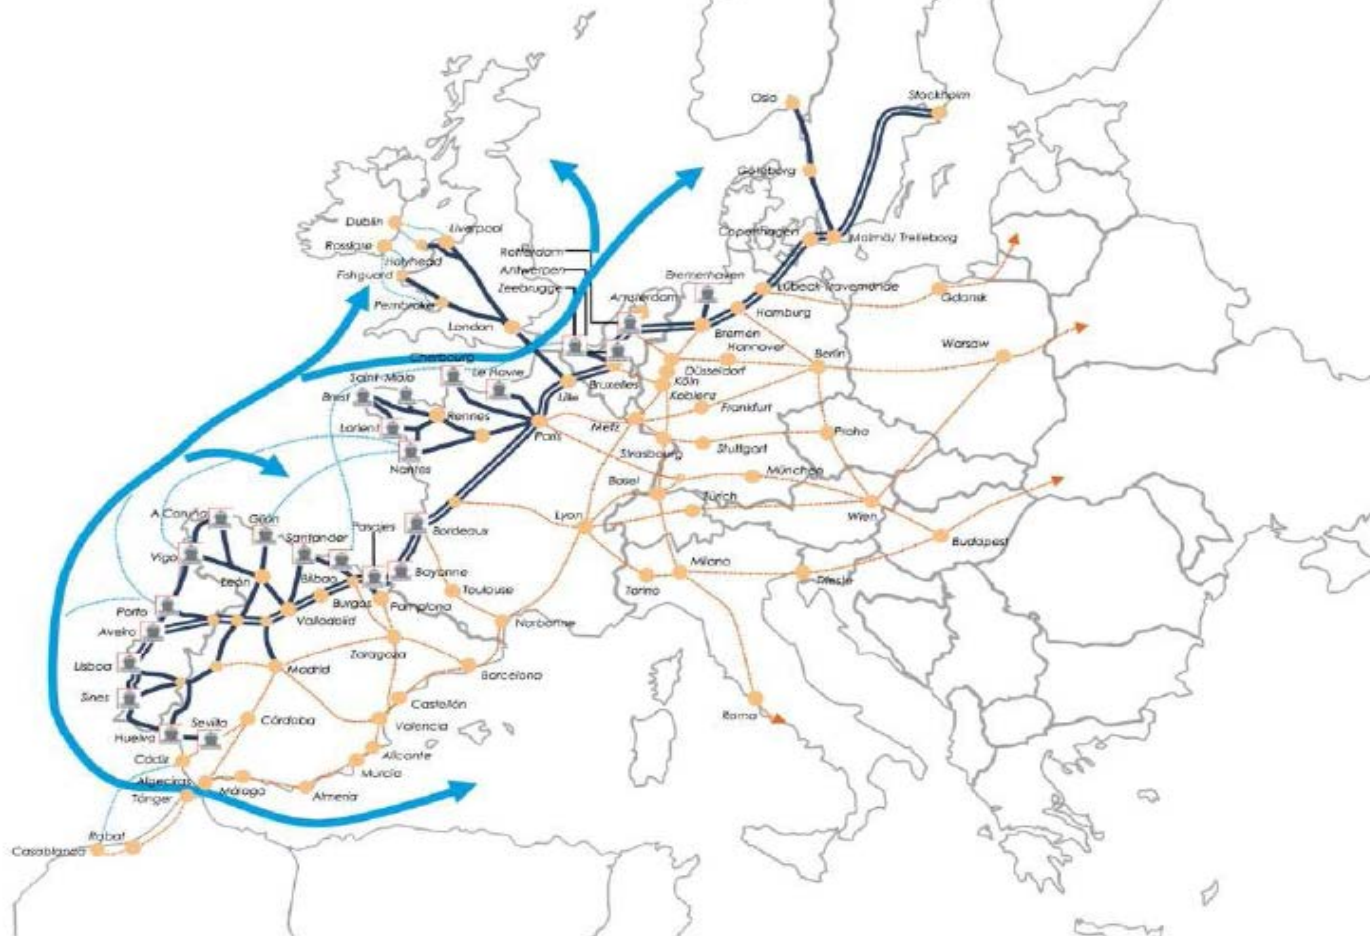 Oslo
Stockholm
Göteborg
Dublin
Liverpool
Copenhagen
Malmö/ Trelleborg
Rosslare
Rotterdam
Holyhead
Antwerpen
Fishguard
Bremerhaven
Zeebrugge
Lübeck-Travemünde
Amsterdam
Gdansk
Pembroke
Hamburg
London
Bremen
Hannover
Warsaw
Berlin
Cherbourg
Le Havre
Düsseldorf
Saint-Malo
Bruxelles
Köln
Lille
Koblenz
Brest
Frankfurt
Rennes
Lorient
Metz
Praha
Paris
Stuttgart
Strasbourg
Nantes
München
Basel
Zürich
A Coruña
Gijón
Lyon
Wien
Pasajes
Bordeaux
Santander
Budapest
Vigo
Milano
León
Bilbao
Bayonne
Trieste
Torino
Toulouse
Burgos
Pamplona
Porto
Valladolid
Narbonne
Aveiro
Zaragoza
Lisboa
Madrid
Barcelona
Sines
Castellón
Roma
Sevilla
Córdoba
Valencia
Huelva
Cádiz
Alicante
Murcia
Algeciras
Málaga
Almería
Tánger
Rabat
Casablanca